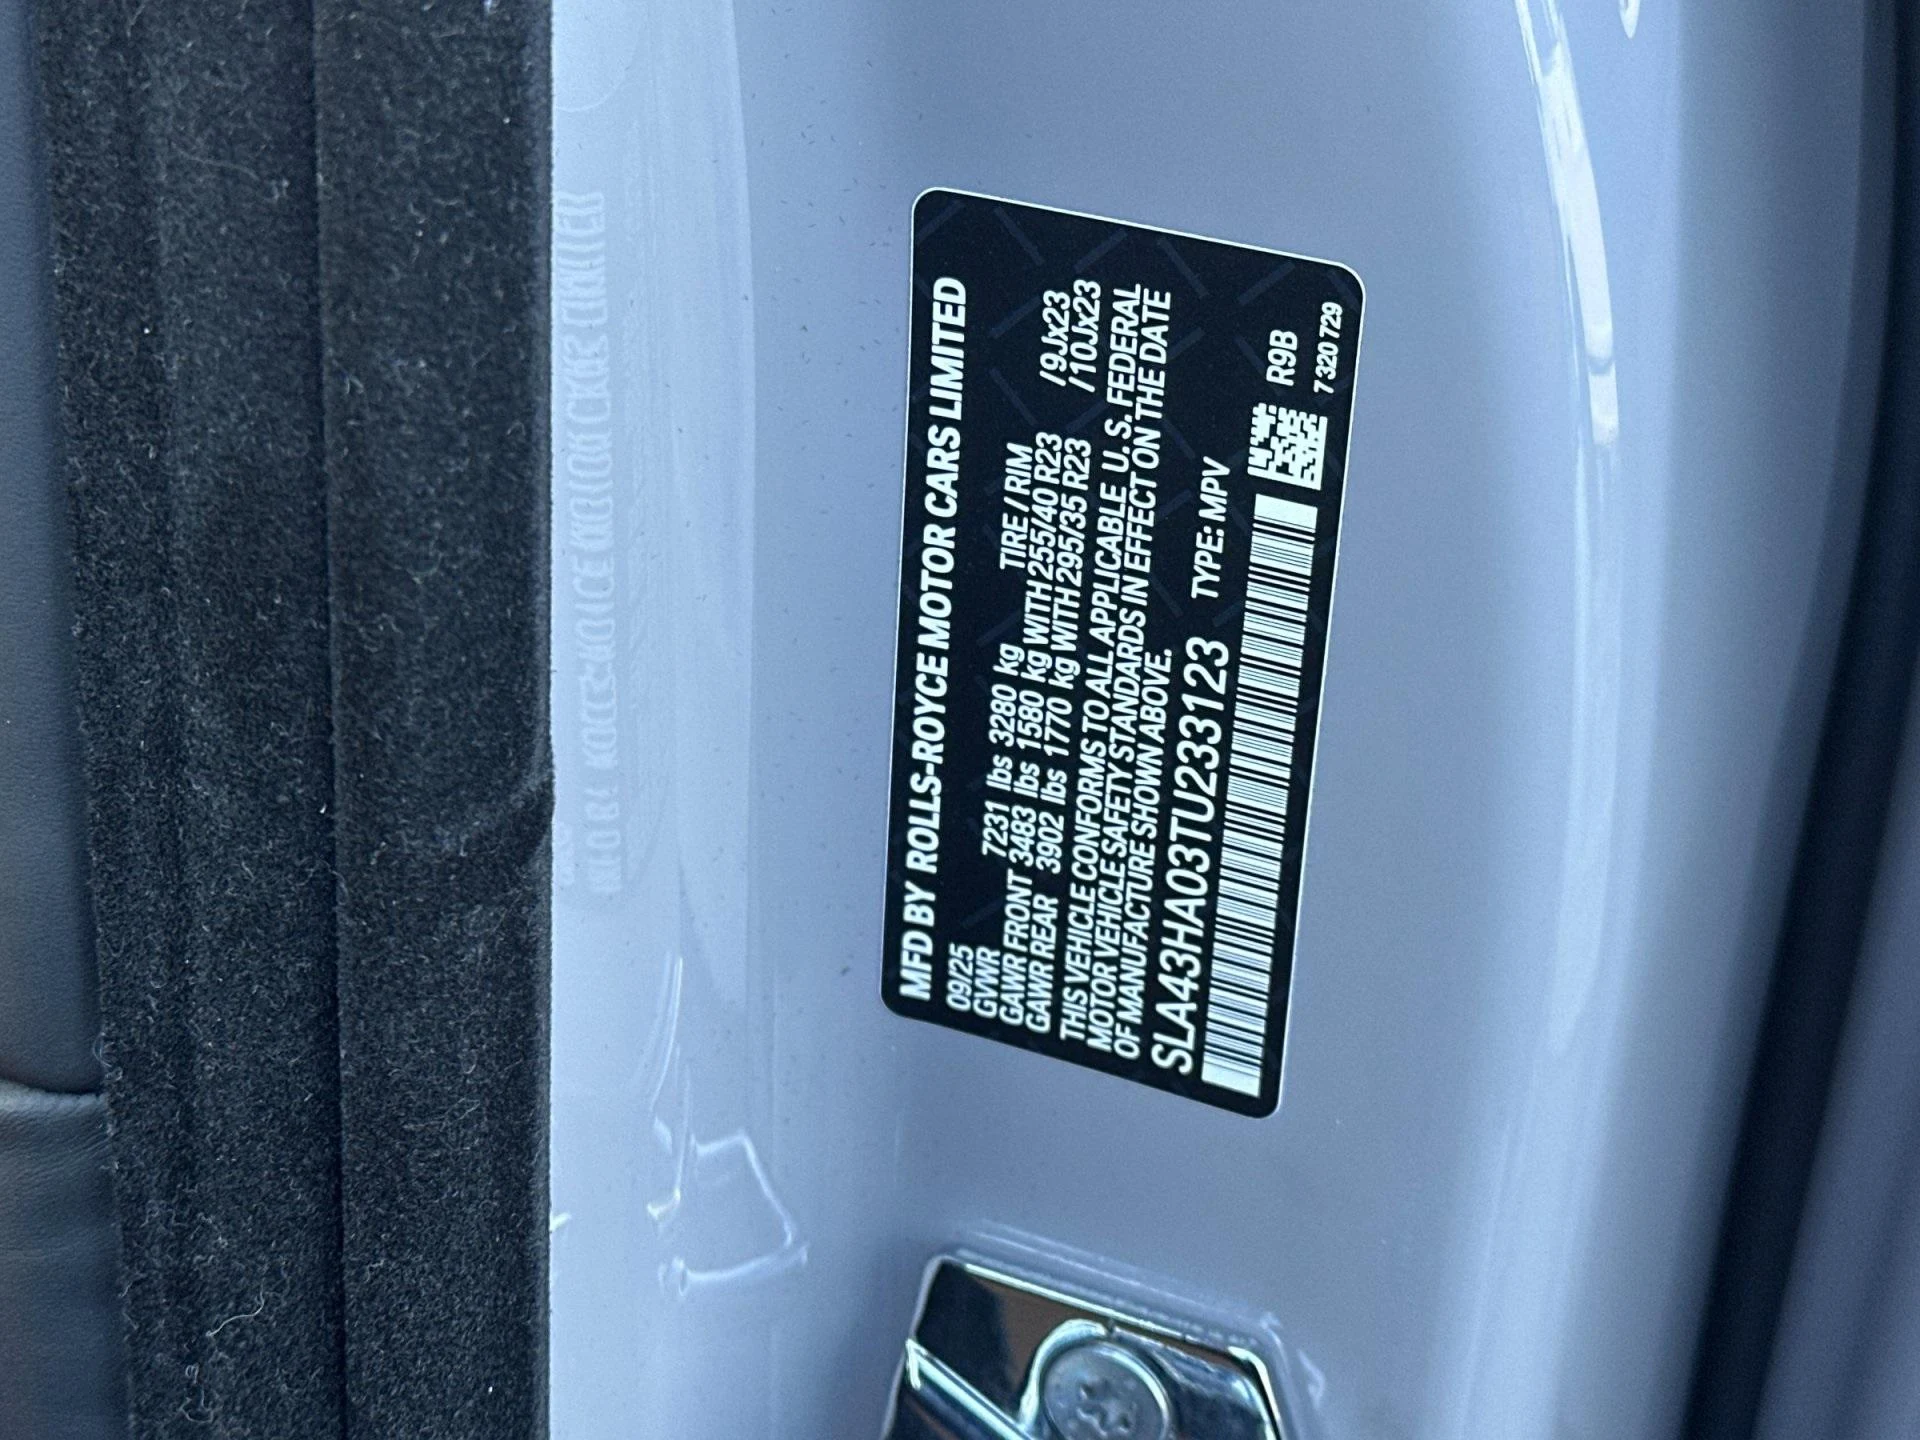 MFD BY ROLLS-ROYCE MOTOR CARS LIMITED
09/25
GVWR 7231 lbs 3280 kg TIRE / RIM
GAWR FRONT 3483 lbs 1580 kg WITH 255/40 R23 /9Jx23
GAWR REAR 3902 lbs 1770 kg WITH 295/35 R23 /10Jx23
THIS VEHICLE CONFORMS TO ALL APPLICABLE U. S. FEDERAL
MOTOR VEHICLE SAFETY STANDARDS IN EFFECT ON THE DATE
OF MANUFACTURE SHOWN ABOVE.
SLA43HA03TU233123 TYPE: MPV
R9B
7 320 729